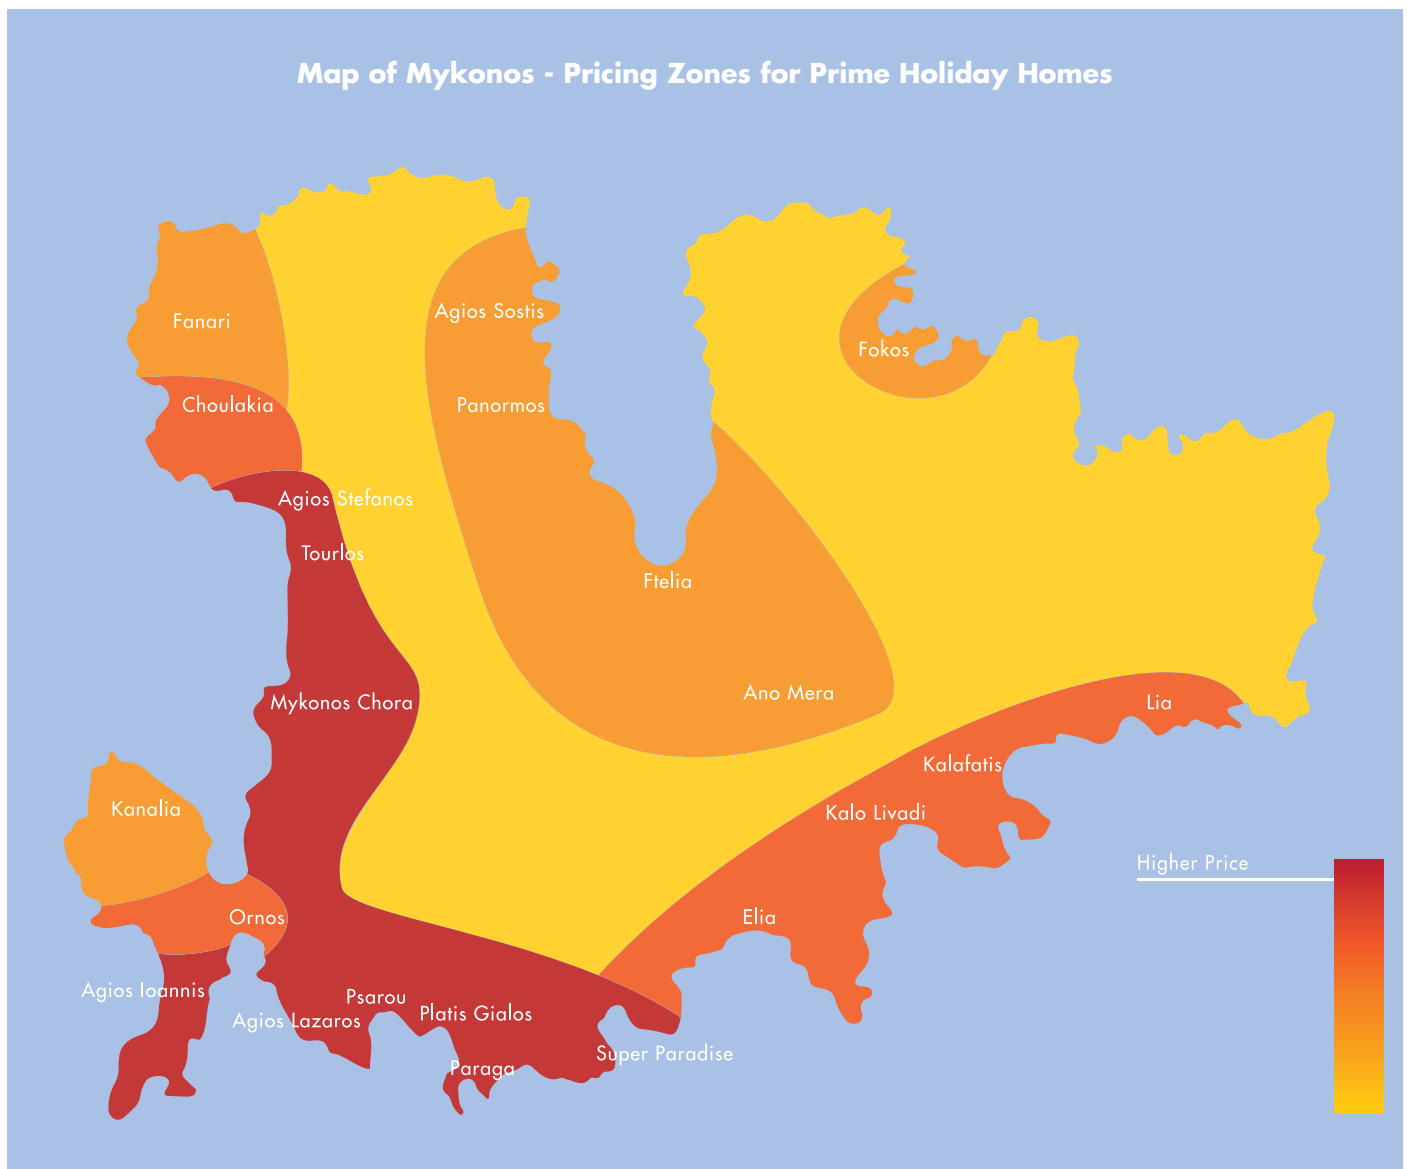 Map of Mykonos - Pricing Zones for Prime Holiday Homes
Fanari
Agios Sostis
Fokos
Choulakia
Panormos
Agios Stefanos
Tourlos
Ftelia
Ano Mera
Mykonos Chora
Lia
Kalafatis
Kanalia
Kalo Livadi
Higher Price
Ornos
Elia
Agios Ioannis
Psarou
Platis Gialos
Agios Lazaros
Super Paradise
Paraga